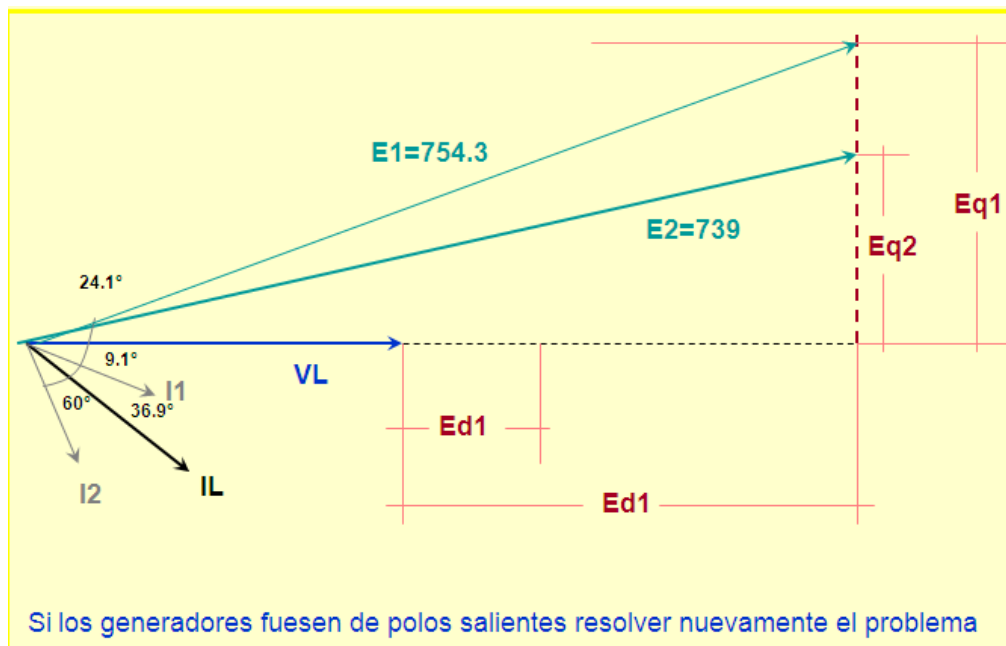 E1=754.3
Eq1
E2=739
Eq2
24.1°
9.1°
VL
I1
60°
36.9°
Ed1
I2
IL
Ed1
Si los generadores fuesen de polos salientes resolver nuevamente el problema